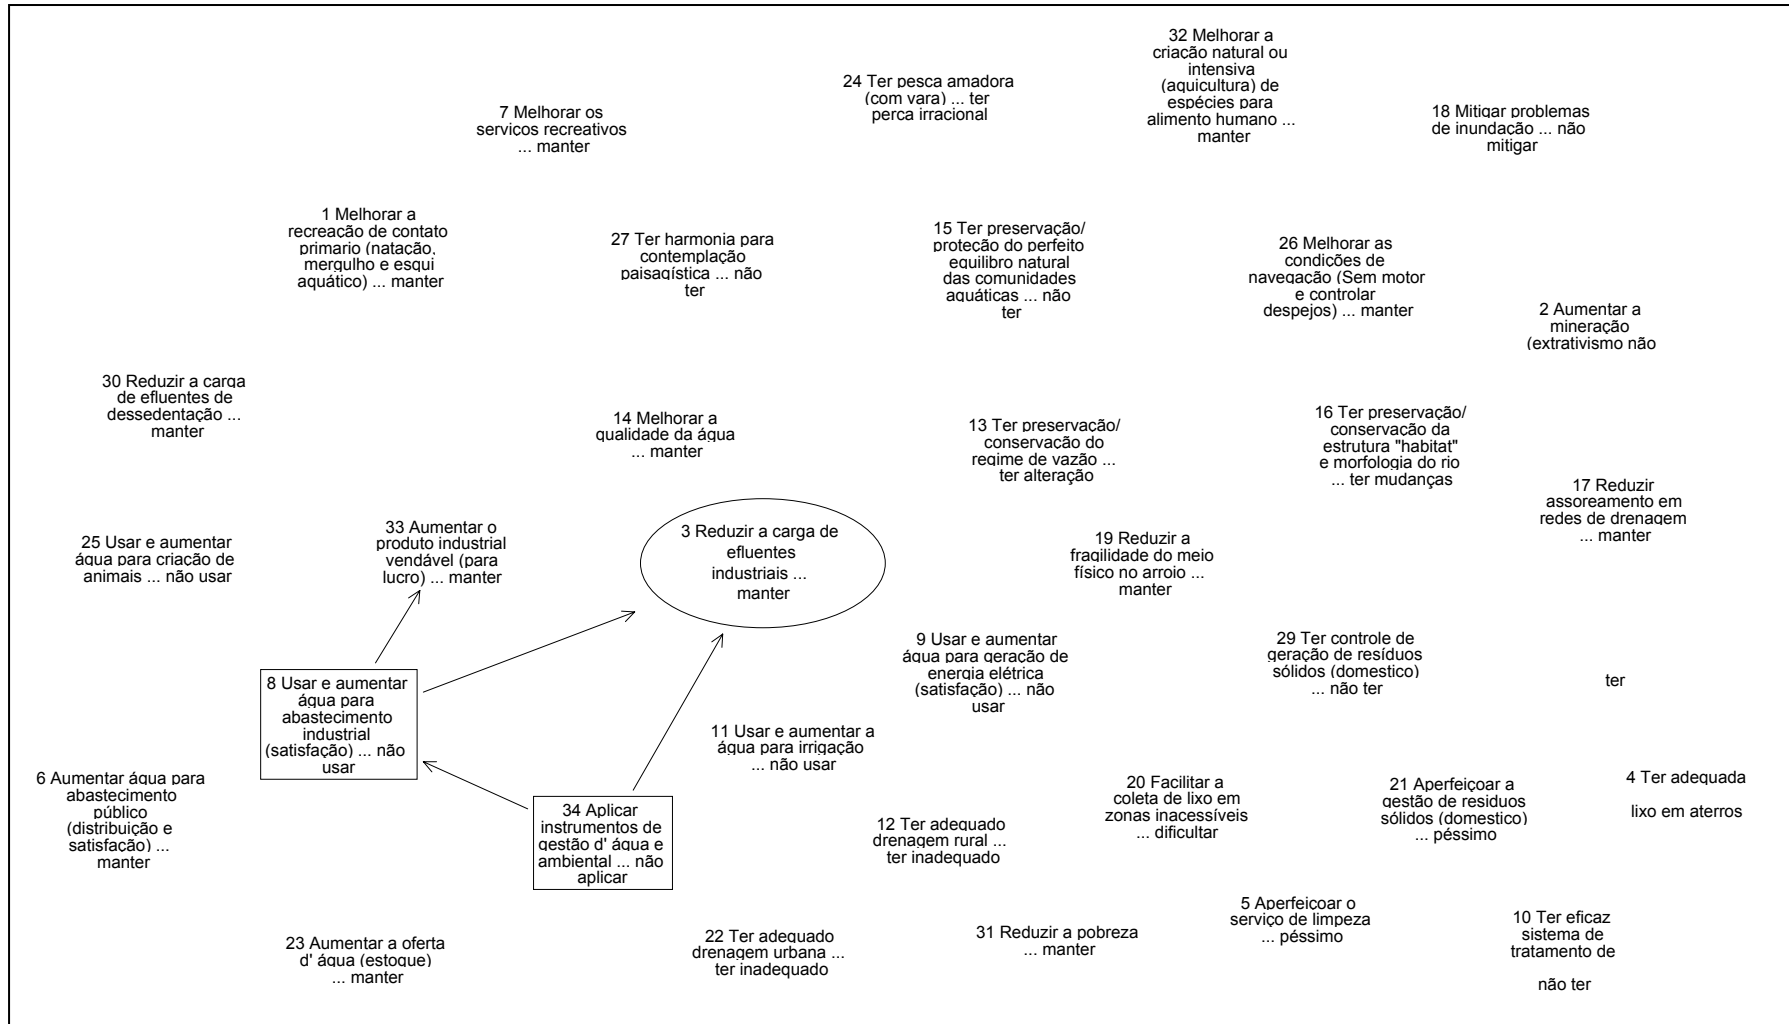 32 Melhorar a
criação natural ou
intensiva
(aquicultura) de
espécies para
alimento humano ...
manter
24 Ter pesca amadora
(com vara) ... ter
perca irracional
7 Melhorar os
serviços recreativos
... manter
18 Mitigar problemas
de inundação ... não
mitigar
1 Melhorar a
recreação de contato
primario (natação,
mergulho e esqui
aquático) ... manter
27 Ter harmonia para
contemplação
paisagística ... não
ter
15 Ter preservação/
proteção do perfeito
equilibro natural
das comunidades
aquáticas ... não
ter
26 Melhorar as
condições de
navegação (Sem motor
e controlar
despejos) ... manter
2 Aumentar a
mineração
(extrativismo não
30 Reduzir a carga
de efluentes de
dessedentação ...
manter
14 Melhorar a
qualidade da água
... manter
13 Ter preservação/
conservação do
regime de vazão ...
ter alteração
16 Ter preservação/
conservação da
estrutura "habitat"
e morfologia do rio
... ter mudanças
17 Reduzir
assoreamento em
redes de drenagem
... manter
25 Usar e aumentar
água para criação de
animais ... não usar
33 Aumentar o
produto industrial
vendável (para
lucro) ... manter
3 Reduzir a carga de
efluentes
industriais ...
manter
19 Reduzir a
fragilidade do meio
físico no arroio ...
manter
9 Usar e aumentar
água para geração de
energia elétrica
(satisfação) ... não
usar
29 Ter controle de
geração de resíduos
sólidos (domestico)
... não ter
ter
8 Usar e aumentar
água para
abastecimento
industrial
(satisfação) ... não
usar
11 Usar e aumentar a
água para irrigação
... não usar
6 Aumentar água para
abastecimento
público
(distribuição e
satisfação) ...
manter
34 Aplicar
instrumentos de
gestão d' água e
ambiental ... não
aplicar
12 Ter adequado
drenagem rural ...
ter inadequado
20 Facilitar a
coleta de lixo em
zonas inacessíveis
... dificultar
21 Aperfeiçoar a
gestão de residuos
sólidos (domestico)
... péssimo
4 Ter adequada
lixo em aterros
23 Aumentar a oferta
d' água (estoque)
... manter
22 Ter adequado
drenagem urbana ...
ter inadequado
31 Reduzir a pobreza
... manter
5 Aperfeiçoar o
serviço de limpeza
... péssimo
10 Ter eficaz
sistema de
tratamento de
não ter